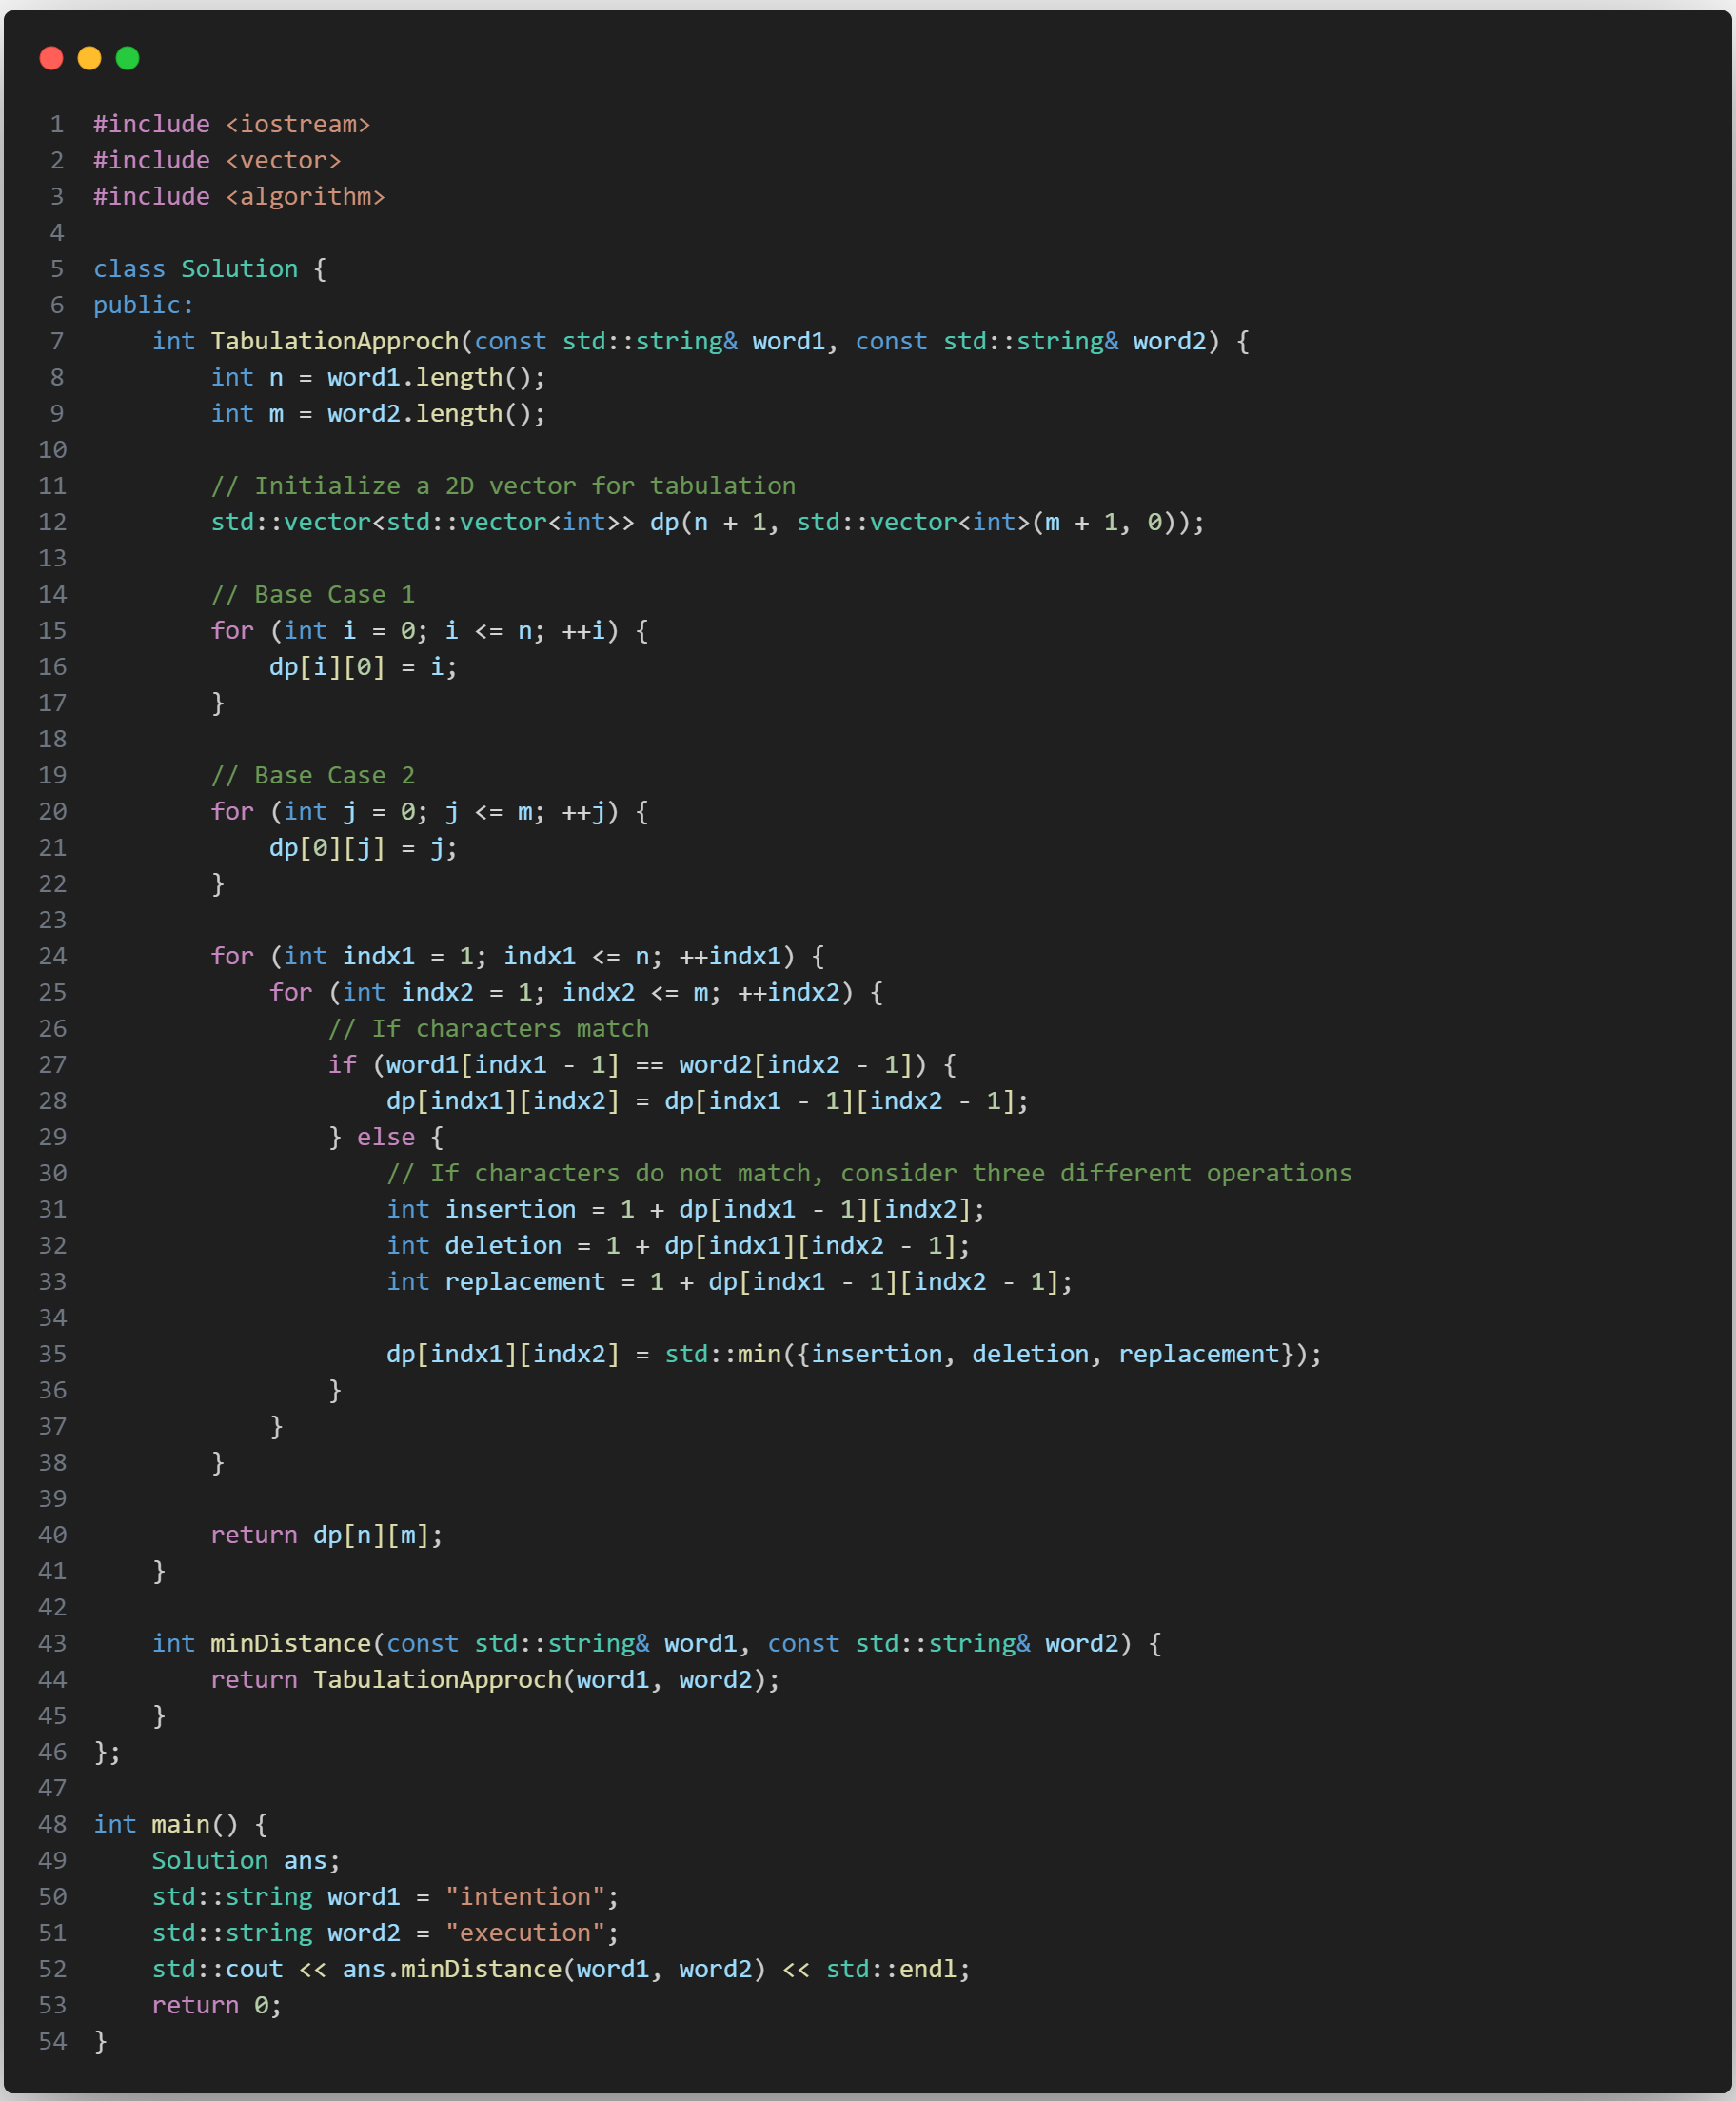 1 #include <iostream>
2 #include <vector>
3 #include <algorithm>
4
5 class Solution {
6 public:
7     int TabulationApproch(const std::string& word1, const std::string& word2) {
8         int n = word1.length();
9         int m = word2.length();
10
11         // Initialize a 2D vector for tabulation
12         std::vector<std::vector<int>> dp(n + 1, std::vector<int>(m + 1, 0));
13
14         // Base Case 1
15         for (int i = 0; i <= n; ++i) {
16             dp[i][0] = i;
17         }
18
19         // Base Case 2
20         for (int j = 0; j <= m; ++j) {
21             dp[0][j] = j;
22         }
23
24         for (int indx1 = 1; indx1 <= n; ++indx1) {
25             for (int indx2 = 1; indx2 <= m; ++indx2) {
26                 // If characters match
27                 if (word1[indx1 - 1] == word2[indx2 - 1]) {
28                     dp[indx1][indx2] = dp[indx1 - 1][indx2 - 1];
29                 } else {
30                     // If characters do not match, consider three different operations
31                     int insertion = 1 + dp[indx1 - 1][indx2];
32                     int deletion = 1 + dp[indx1][indx2 - 1];
33                     int replacement = 1 + dp[indx1 - 1][indx2 - 1];
34
35                     dp[indx1][indx2] = std::min({insertion, deletion, replacement});
36                 }
37             }
38         }
39
40         return dp[n][m];
41     }
42
43     int minDistance(const std::string& word1, const std::string& word2) {
44         return TabulationApproch(word1, word2);
45     }
46 };
47
48 int main() {
49     Solution ans;
50     std::string word1 = "intention";
51     std::string word2 = "execution";
52     std::cout << ans.minDistance(word1, word2) << std::endl;
53     return 0;
54 }